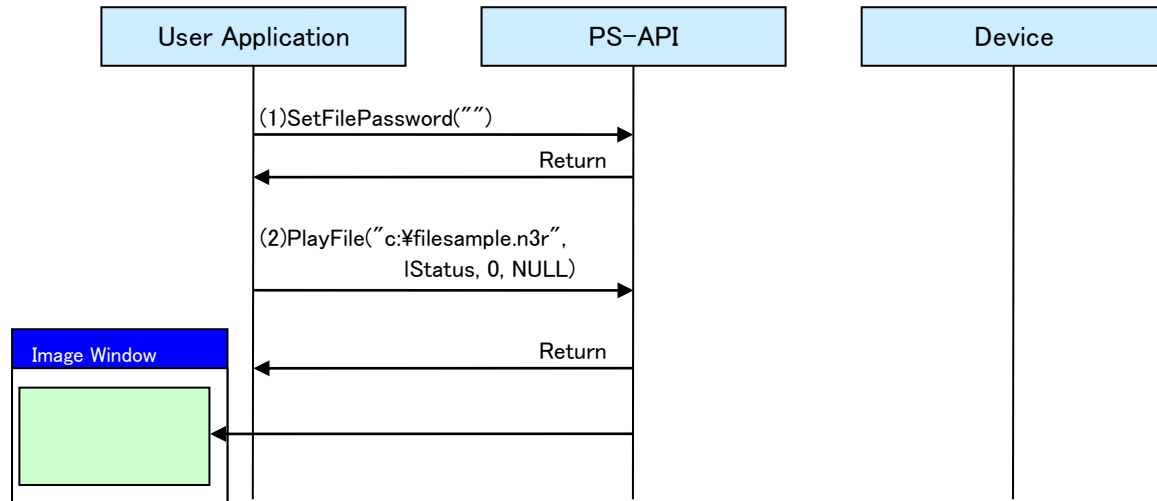 User Application
PS-API
Device
(1)SetFilePassword("")
Return
(2)PlayFile("c:¥filesample.n3r",
lStatus, 0, NULL)
Return
Image Window